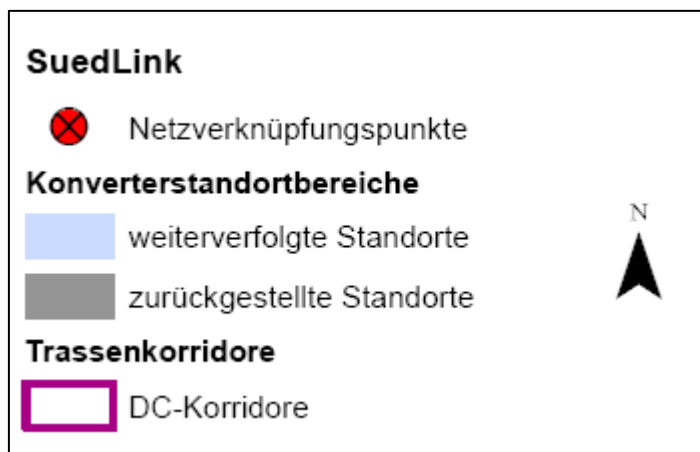 SuedLink
Netzverknüpfungspunkte
Konverterstandortbereiche
weiterverfolgte Standorte
N
zurückgestellte Standorte
Trassenkorridore
DC-Korridore